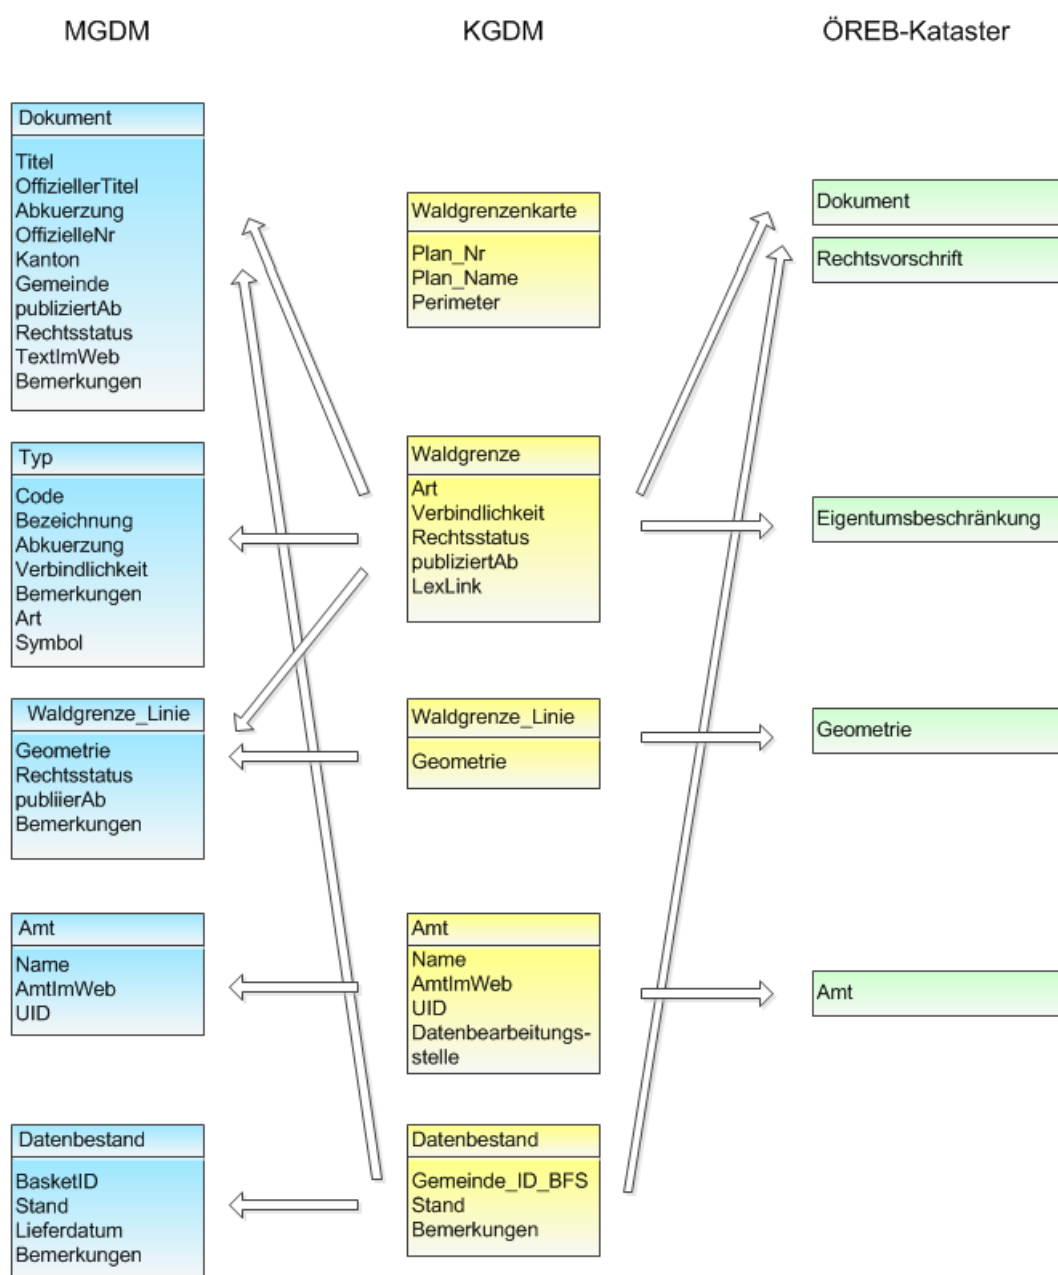 MGDM
KGDM
ÖREB-Kataster
Dokument
Titel
OffiziellerTitel
Abkuerzung
OffizielleNr
Kanton
Gemeinde
publiziertAb
Rechtsstatus
TextImWeb
Bemerkungen
Typ
Code
Bezeichnung
Abkuerzung
Verbindlichkeit
Bemerkungen
Art
Symbol
Waldgrenze_Linie
Geometrie
Rechtsstatus
publiierAb
Bemerkungen
Amt
Name
AmtImWeb
UID
Datenbestand
BasketID
Stand
Lieferdatum
Bemerkungen
Waldgrenzenkarte
Plan_Nr
Plan_Name
Perimeter
Waldgrenze
Art
Verbindlichkeit
Rechtsstatus
publiziertAb
LexLink
Waldgrenze_Linie
Geometrie
Amt
Name
AmtImWeb
UID
Datenbearbeitungs-
stelle
Datenbestand
Gemeinde_ID_BFS
Stand
Bemerkungen
Dokument
Rechtsvorschrift
Eigentumsbeschränkung
Geometrie
Amt